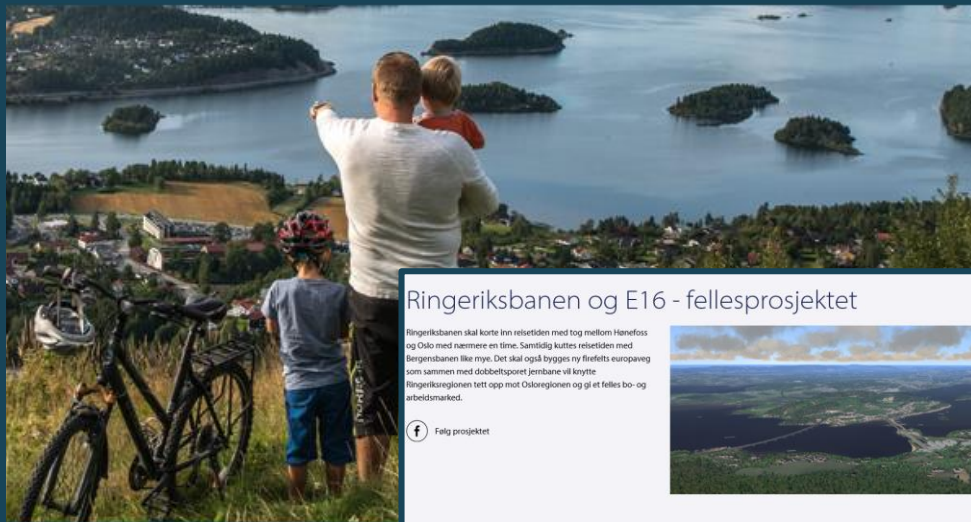 Ringeriksbanen og E16 - fellesprosjektet
Ringeriksbanen skal korte inn reisetiden med tog mellom Hønefoss
og Oslo med nærmere en time. Samtidig kuttes reisetiden med
Bergensbanen like mye. Det skal også bygges ny firefelts europaveg
som sammen med dobbeltsporet jernbane vil knytte
Ringeriksregionen tett opp mot Osloregionen og gi et felles bo- og
arbeidsmarked.
Følg prosjektet